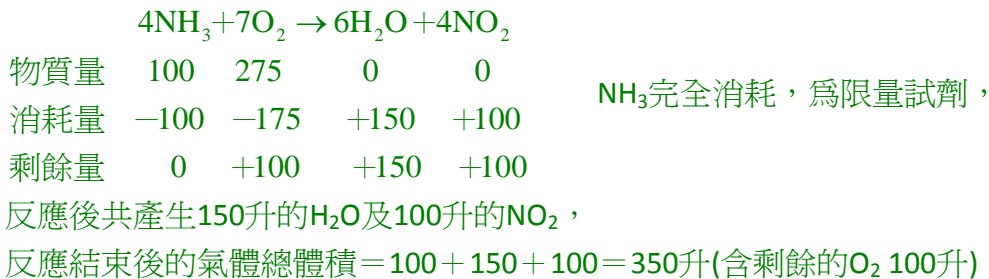 4NH₃+7O₂→6H₂O+4NO₂
物質量 100 275 0 0
NH₃完全消耗，爲限量試劑，
消耗量 －100 －175 ＋150 ＋100
剩餘量 0 ＋100 ＋150 ＋100
反應後共產生150升的H₂O及100升的NO₂，
反應結束後的氣體總體積＝100＋150＋100＝350升(含剩餘的O₂ 100升)